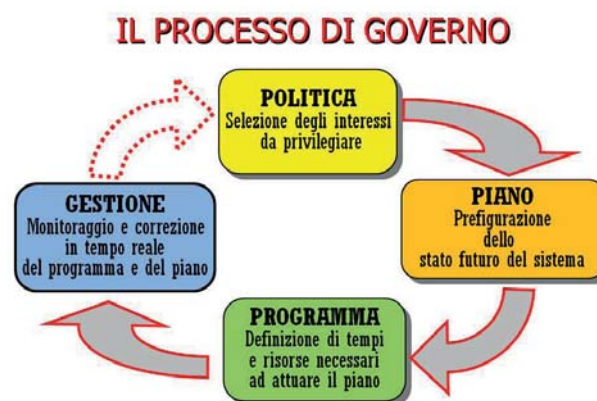 IL PROCESSO DI GOVERNO
POLITICA
Selezione degli interessi
da privilegiare
PIANO
Prefigurazione
dello
stato futuro del sistema
PROGRAMMA
Definizione di tempi
e risorse necessari
ad attuare il piano
GESTIONE
Monitoraggio e correzione
in tempo reale
del programma e del piano